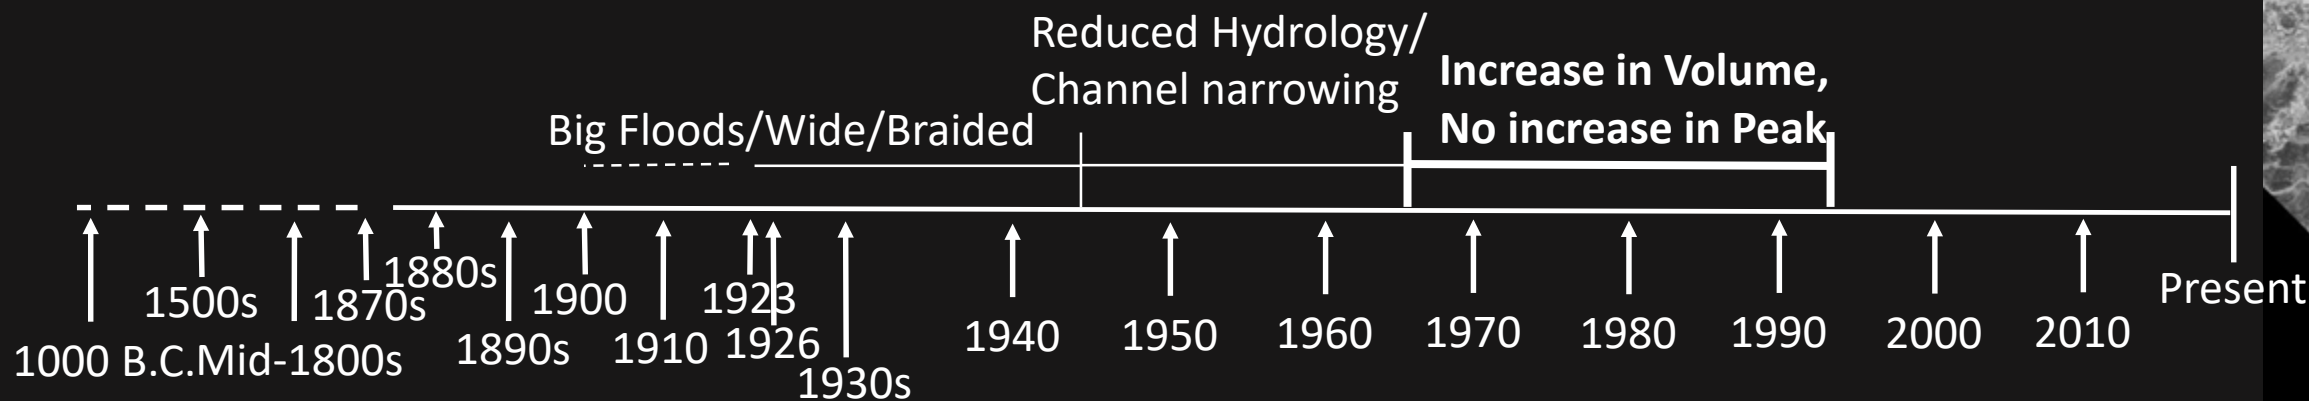 Reduced Hydrology/
Channel narrowing
Increase in Volume,
No increase in Peak
Big Floods/Wide/Braided
1000 B.C.
1500s
Mid-1800s
1870s
1880s
1890s
1900
1910
1923
1926
1930s
1940
1950
1960
1970
1980
1990
2000
2010
Present